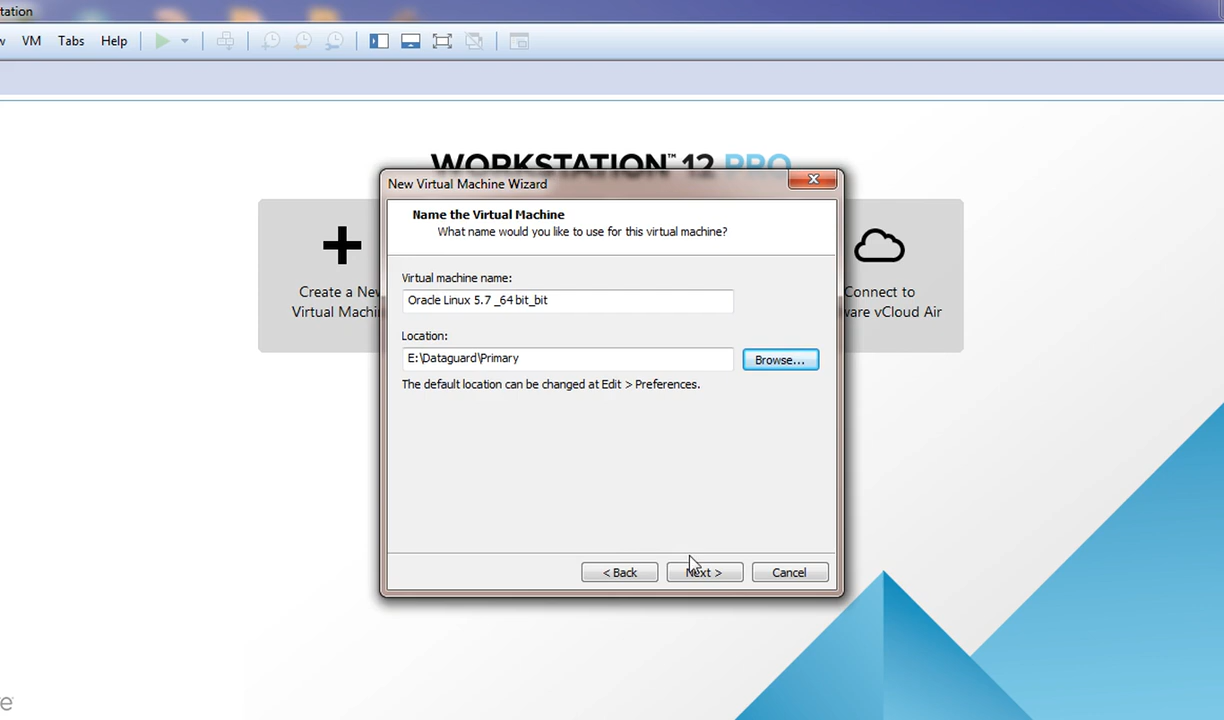 tation
VM Tabs Help
WORKSTATION™ 12 PRO
New Virtual Machine Wizard
Name the Virtual Machine
What name would you like to use for this virtual machine?
Create a New
Virtual Machi
Connect to
ware vCloud Air
Virtual machine name:
Oracle Linux 5.7 _64 bit_bit
Location:
E:\Dataguard\Primary
Browse...
The default location can be changed at Edit > Preferences.
< Back Next > Cancel